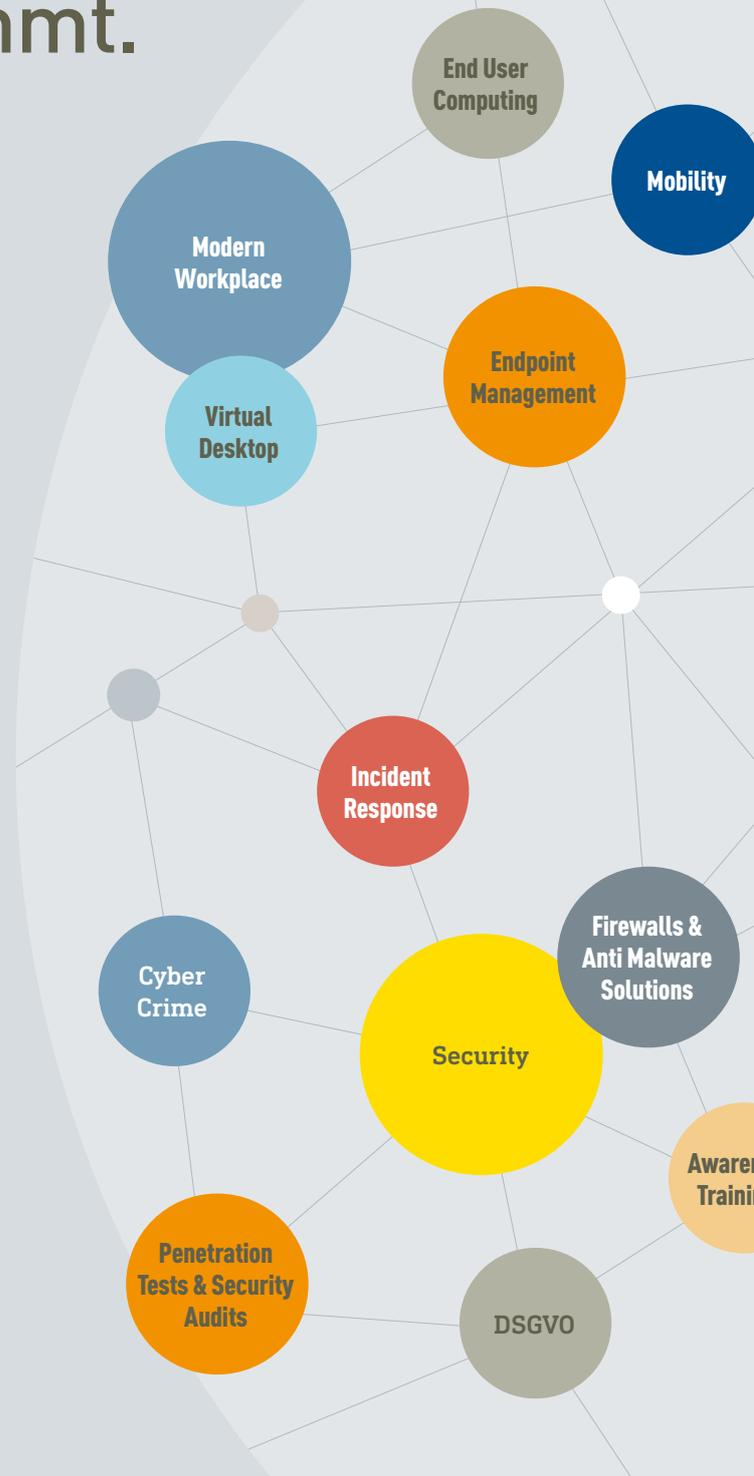 mmt.
End User
Computing
Mobility
Modern
Workplace
Endpoint
Management
Virtual
Desktop
Incident
Response
Firewalls &
Anti Malware
Solutions
Cyber
Crime
Security
Penetration
Tests & Security
Audits
DSGVO